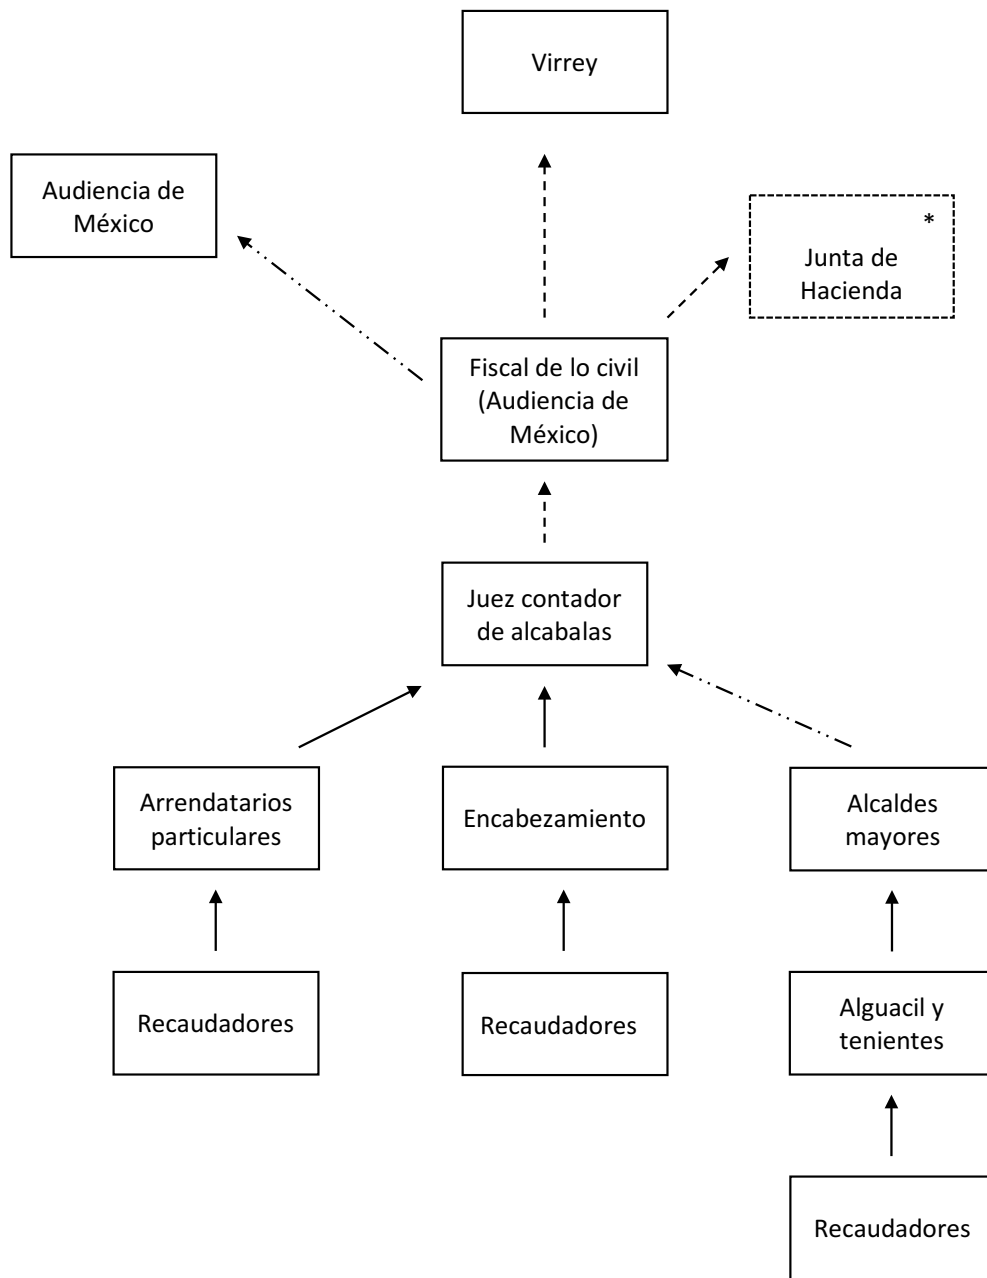 Virrey
Audiencia de
México
*
Junta de
Hacienda
Fiscal de lo civil
(Audiencia de
México)
Juez contador
de alcabalas
Arrendatarios
particulares
Encabezamiento
Alcaldes
mayores
Recaudadores
Recaudadores
Alguacil y
tenientes
Recaudadores